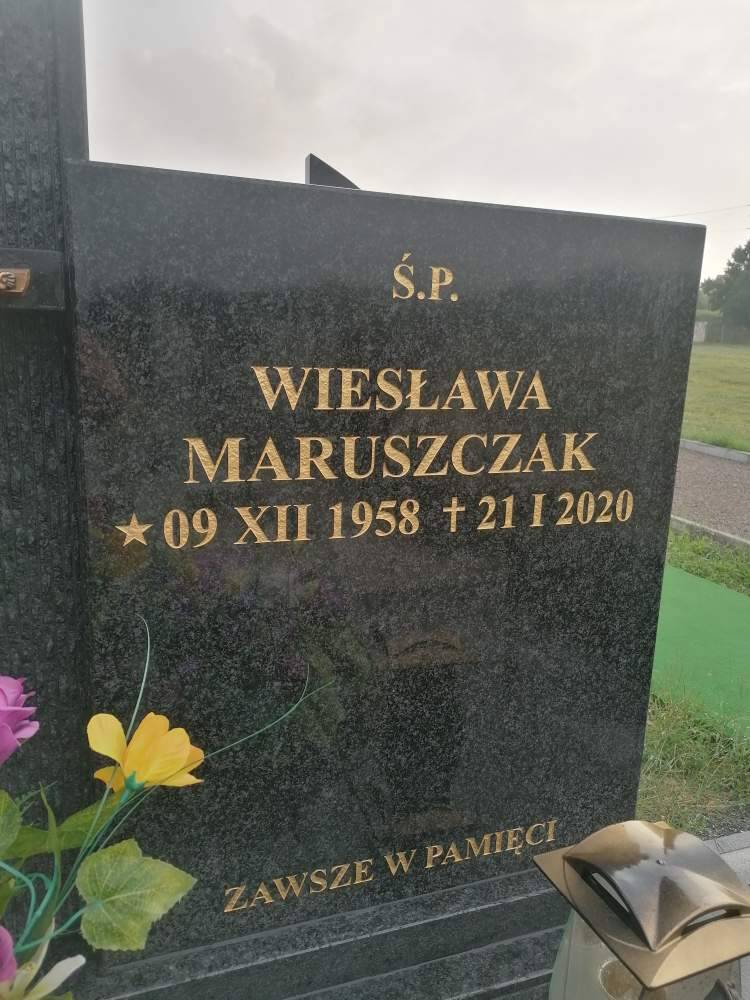 Ś.P.
WIESŁAWA
MARUSZCZAK
★ 09 XII 1958 ✝ 21 I 2020
ZAWSZE W PAMIĘCI